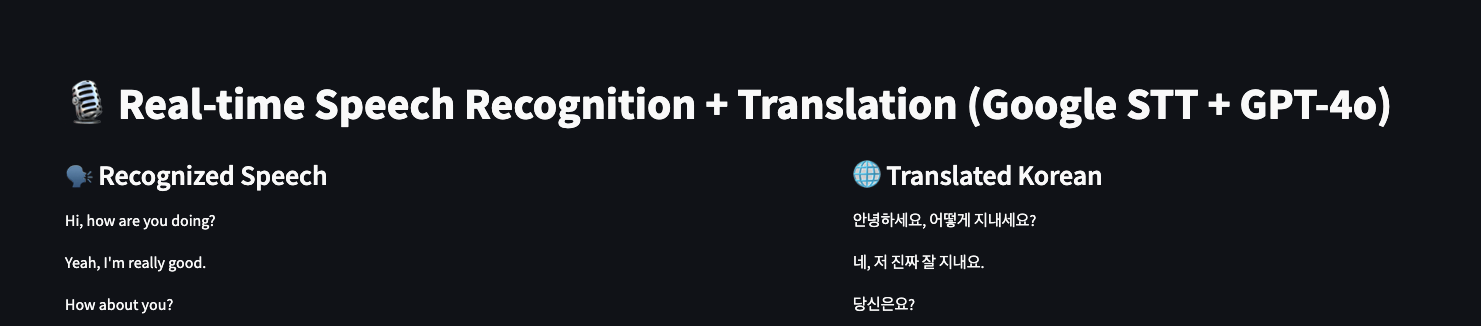 🎙️ Real-time Speech Recognition + Translation (Google STT + GPT-4o)
🗣️ Recognized Speech
Hi, how are you doing?
Yeah, I'm really good.
How about you?
🌐 Translated Korean
안녕하세요, 어떻게 지내세요?
네, 저 진짜 잘 지내요.
당신은요?